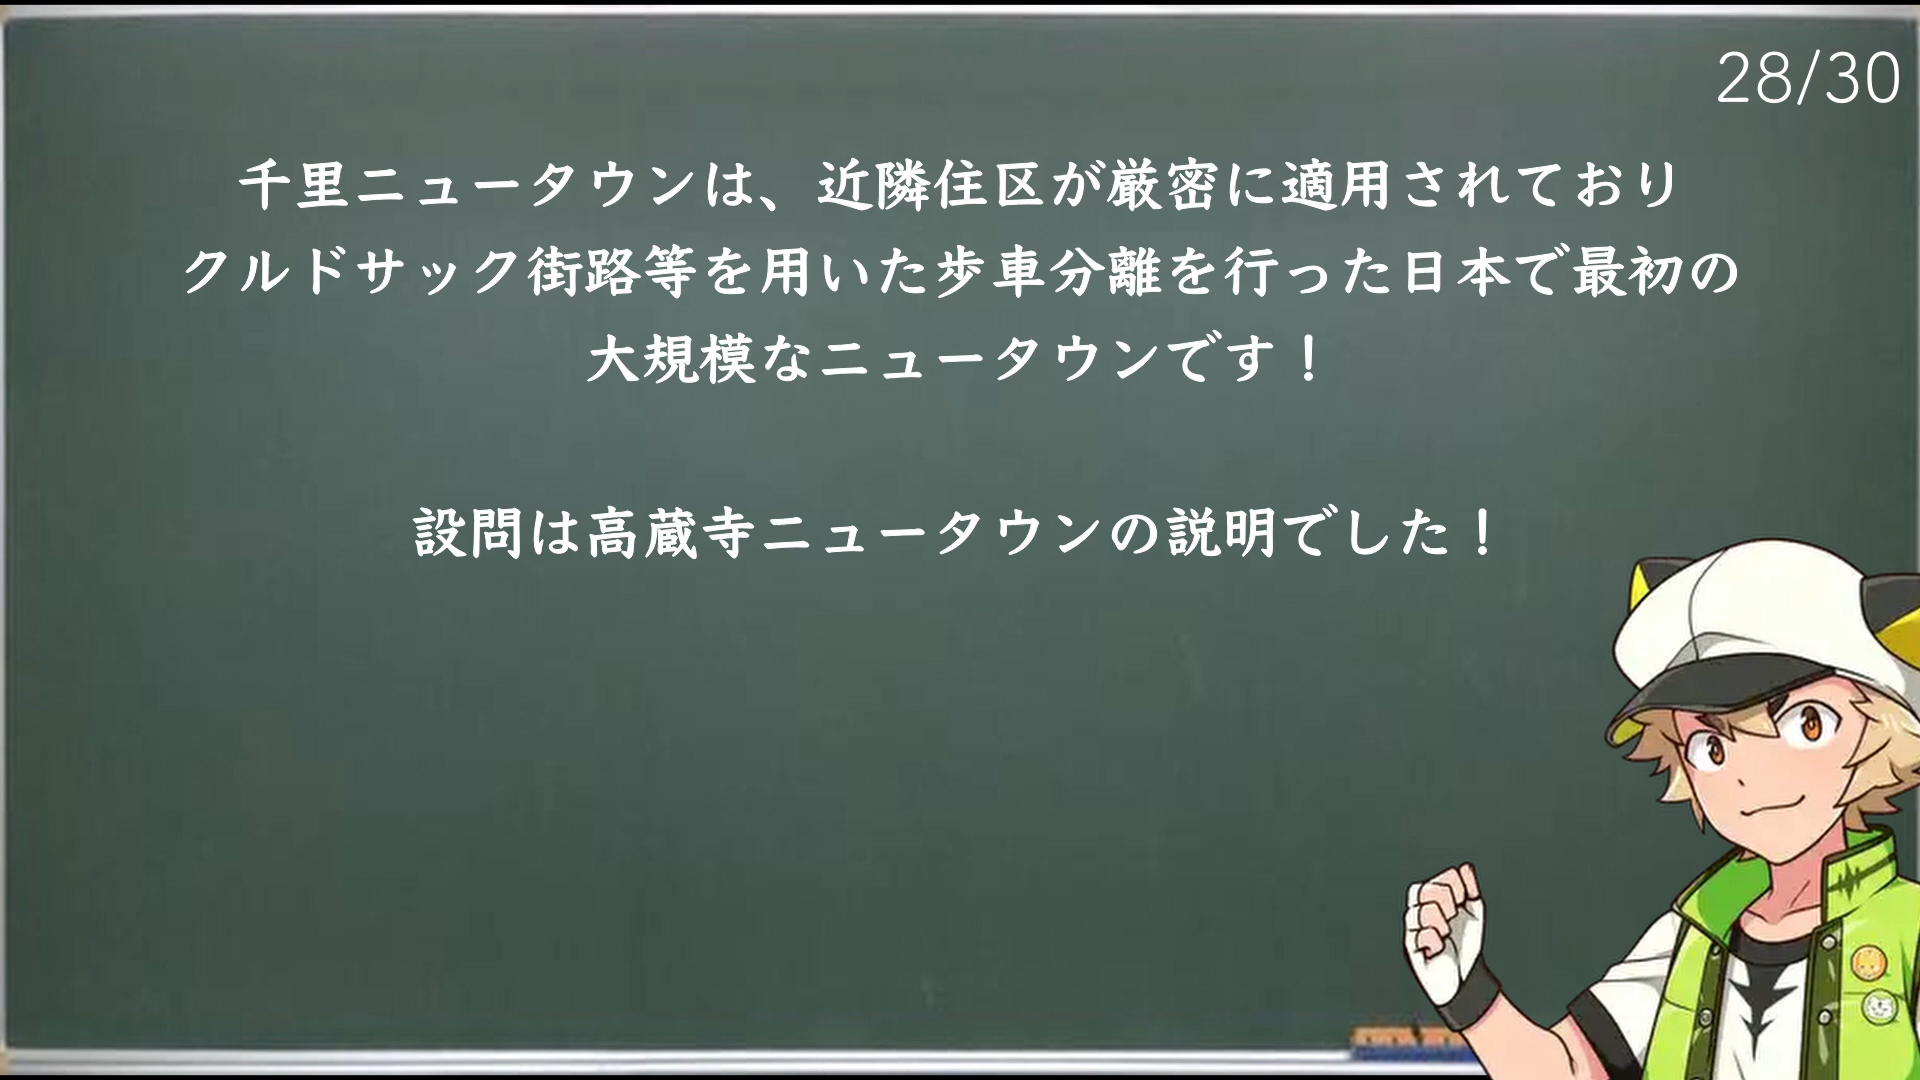 28/30
千里ニュータウンは、近隣住区が厳密に適用されており
クルドサック街路等を用いた歩車分離を行った日本で最初の
大規模なニュータウンです！
設問は高蔵寺ニュータウンの説明でした！